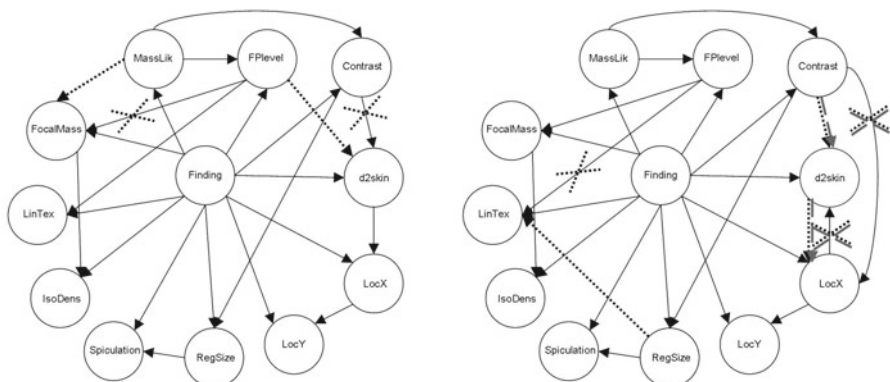 MassLik
FPlevel
Contrast
FocalMass
Finding
d2skin
LinTex
IsoDens
LocX
Spiculation
RegSize
LocY
MassLik
FPlevel
Contrast
FocalMass
Finding
d2skin
LinTex
IsoDens
LocX
Spiculation
RegSize
LocY